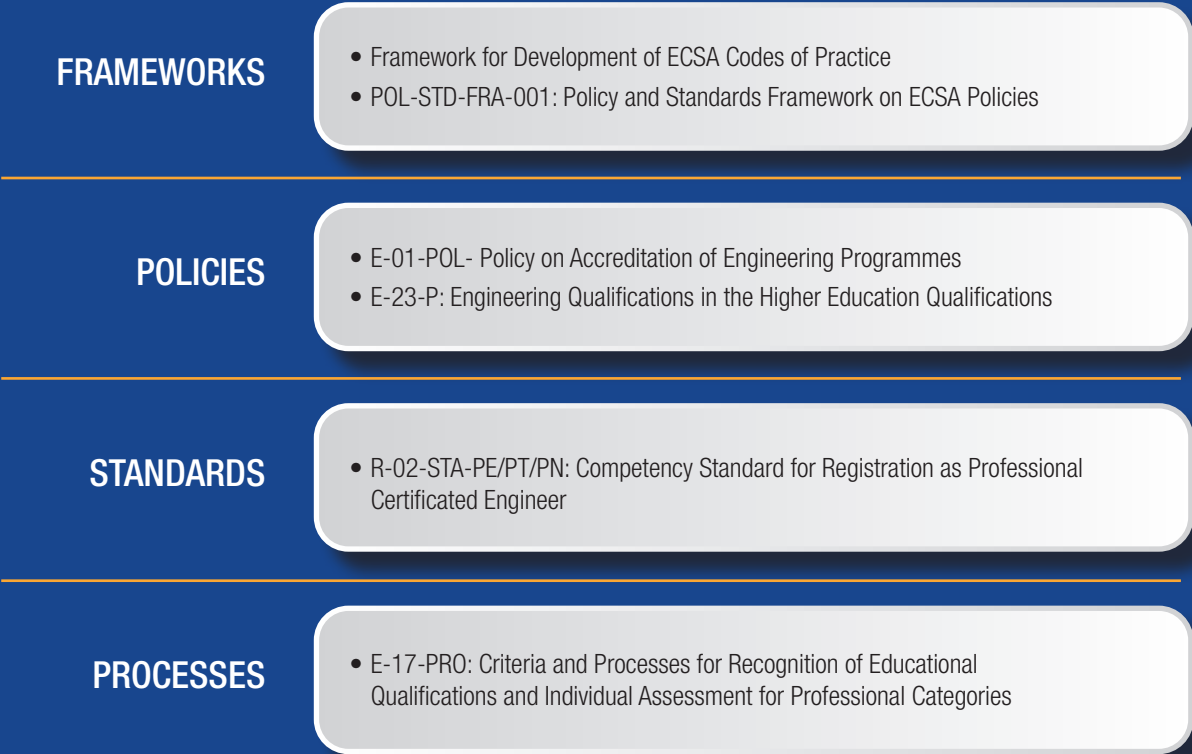 FRAMEWORKS
• Framework for Development of ECSA Codes of Practice
• POL-STD-FRA-001: Policy and Standards Framework on ECSA Policies
POLICIES
• E-01-POL- Policy on Accreditation of Engineering Programmes
• E-23-P: Engineering Qualifications in the Higher Education Qualifications
STANDARDS
• R-02-STA-PE/PT/PN: Competency Standard for Registration as Professional
Certificated Engineer
PROCESSES
• E-17-PRO: Criteria and Processes for Recognition of Educational
Qualifications and Individual Assessment for Professional Categories